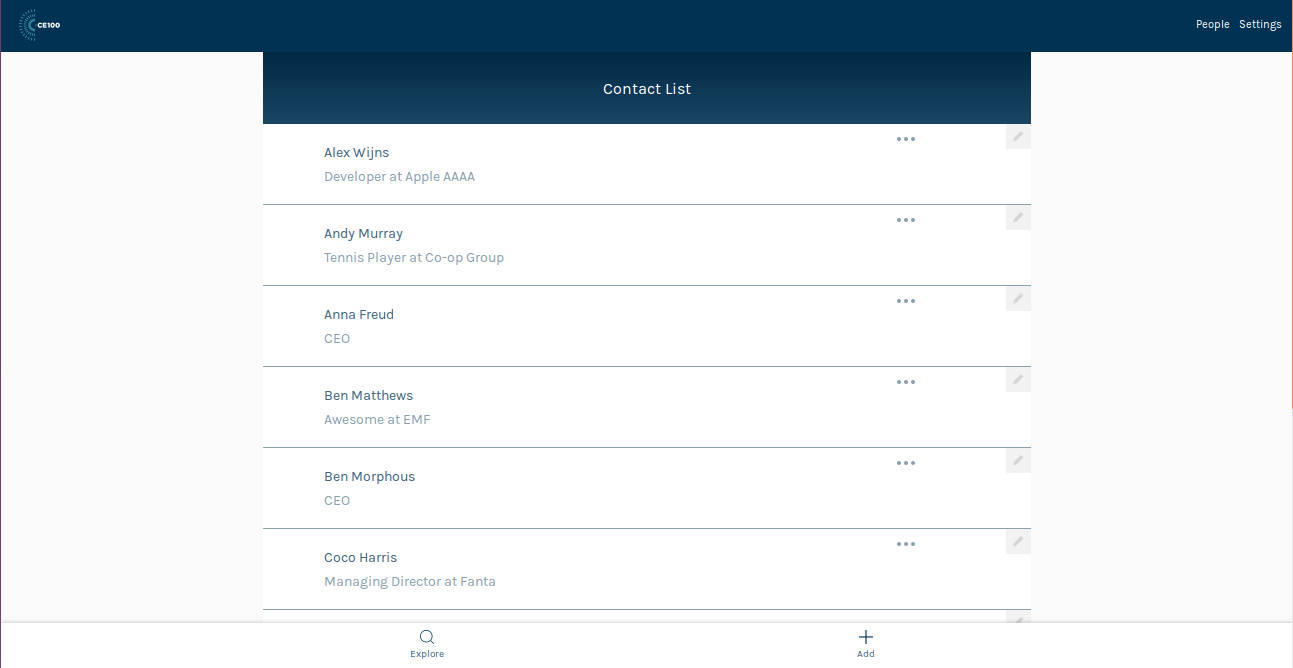 CE100
People Settings
Contact List
Alex Wijns
Developer at Apple AAAA
Andy Murray
Tennis Player at Co-op Group
Anna Freud
CEO
Ben Matthews
Awesome at EMF
Ben Morphous
CEO
Coco Harris
Managing Director at Fanta
Explore Add